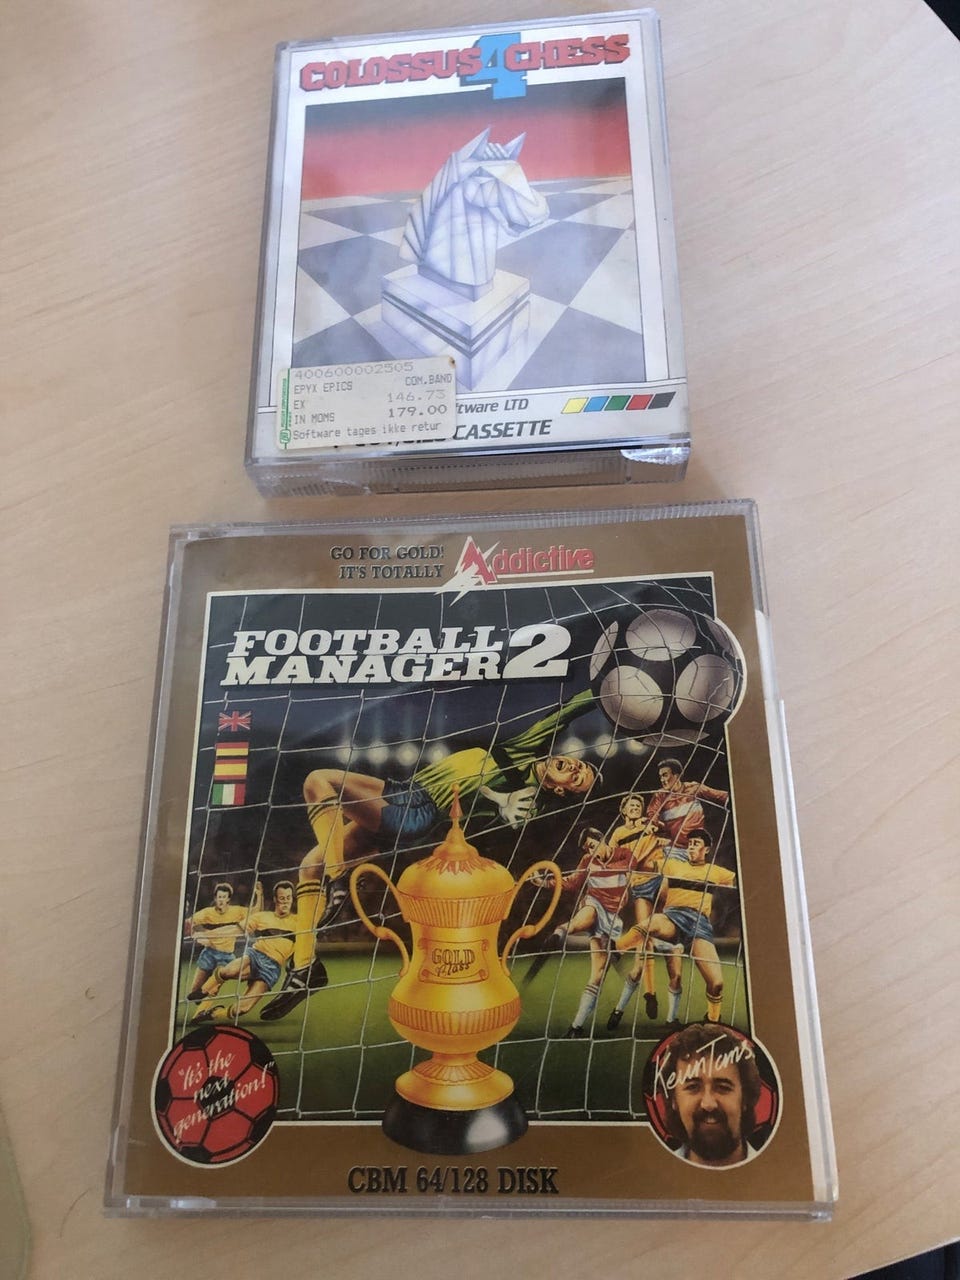 COLOSSUS 4 CHESS
400600002505
EPYX EPICS COM.BAND
EX 146.73
IN MOMS 179.00
Software tages ikke retur
ftware LTD
CASSETTE
GO FOR GOLD!
IT'S TOTALLY
Addictive
FOOTBALL
MANAGER 2
GOLD
"It's the
next
generation!"
Kevin Toms
CBM 64/128 DISK